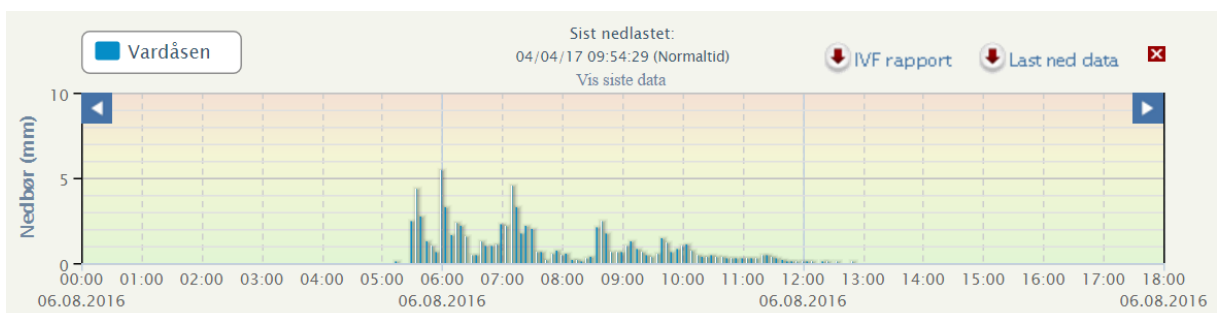 Vardåsen
Sist nedlastet:
04/04/17 09:54:29 (Normaltid)
Vis siste data
IVF rapport
Last ned data
Nedbør (mm)
10
5
0
00:00 01:00 02:00 03:00 04:00 05:00 06:00 07:00 08:00 09:00 10:00 11:00 12:00 13:00 14:00 15:00 16:00 17:00 18:00
06.08.2016 06.08.2016 06.08.2016 06.08.2016